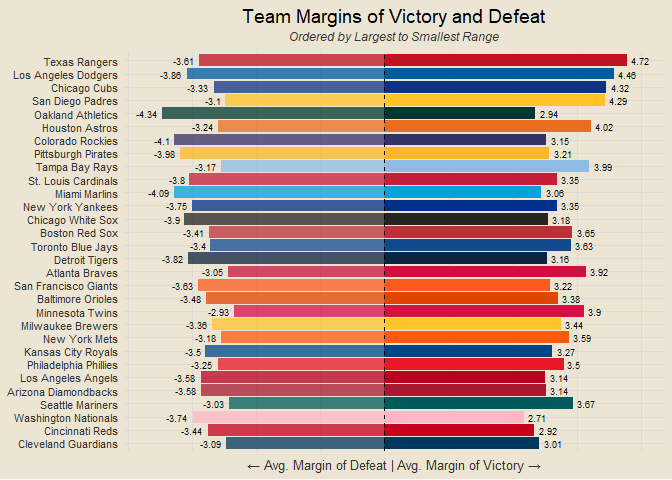 Team Margins of Victory and Defeat
Ordered by Largest to Smallest Range
Texas Rangers -3.61 4.72
Los Angeles Dodgers -3.86 4.46
Chicago Cubs -3.33 4.32
San Diego Padres -3.1 4.29
Oakland Athletics -4.34 2.94
Houston Astros -3.24 4.02
Colorado Rockies -4.1 3.15
Pittsburgh Pirates -3.98 3.21
Tampa Bay Rays -3.17 3.99
St. Louis Cardinals -3.8 3.35
Miami Marlins -4.09 3.06
New York Yankees -3.75 3.35
Chicago White Sox -3.9 3.18
Boston Red Sox -3.41 3.65
Toronto Blue Jays -3.4 3.63
Detroit Tigers -3.82 3.16
Atlanta Braves -3.05 3.92
San Francisco Giants -3.63 3.22
Baltimore Orioles -3.48 3.38
Minnesota Twins -2.93 3.9
Milwaukee Brewers -3.36 3.44
New York Mets -3.18 3.59
Kansas City Royals -3.5 3.27
Philadelphia Phillies -3.25 3.5
Los Angeles Angels -3.58 3.14
Arizona Diamondbacks -3.58 3.14
Seattle Mariners -3.03 3.67
Washington Nationals -3.74 2.71
Cincinnati Reds -3.44 2.92
Cleveland Guardians -3.09 3.01
← Avg. Margin of Defeat | Avg. Margin of Victory →